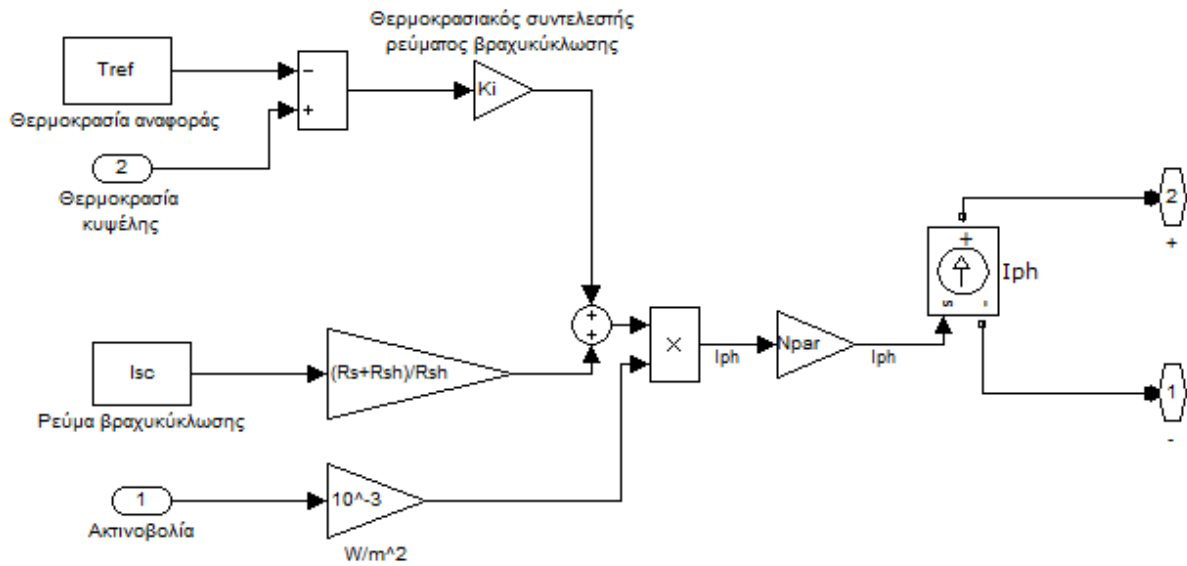 Θερμοκρασιακός συντελεστής
ρεύματος βραχυκύκλωσης
Tref
−
+
Ki
Θερμοκρασία αναφοράς
2
Θερμοκρασία
κυψέλης
2
+
+
Iph
s
-
+
+
×
Iph
Npar
Iph
Isc
(Rs+Rsh)/Rsh
Ρεύμα βραχυκύκλωσης
1
-
1
10^-3
Ακτινοβολία
W/m^2